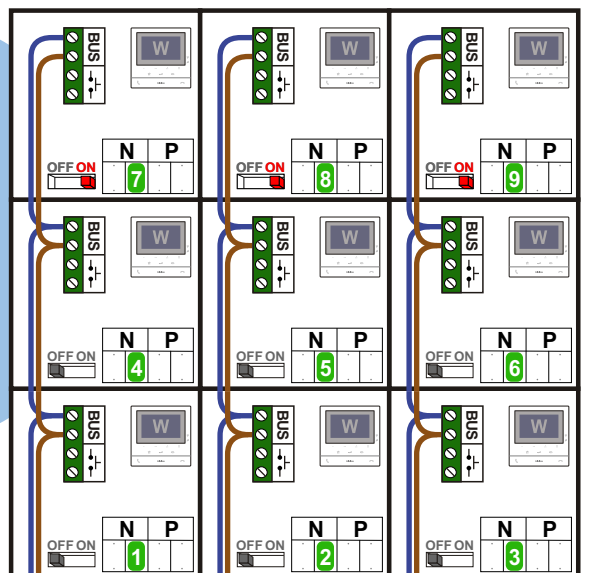 BUS W BUS W BUS W
N P N P N P
OFF ON 7 OFF ON 8 OFF ON 9
BUS W BUS W BUS W
N P N P N P
OFF ON 4 OFF ON 5 OFF ON 6
BUS W BUS W BUS W
N P N P N P
OFF ON 1 OFF ON 2 OFF ON 3